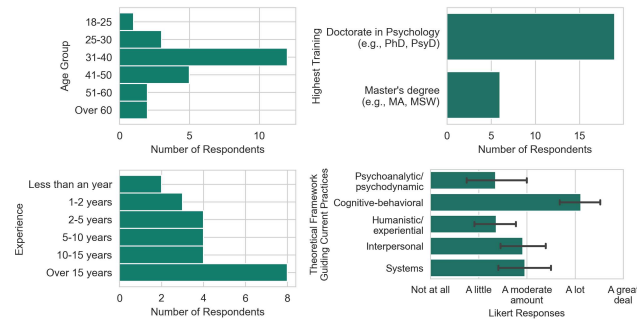 Age Group
18-25
25-30
31-40
41-50
51-60
Over 60
0 5 10
Number of Respondents
Highest Training
Doctorate in Psychology
(e.g., PhD, PsyD)
Master's degree
(e.g., MA, MSW)
0 5 10 15
Number of Respondents
Experience
Less than an year
1-2 years
2-5 years
5-10 years
10-15 years
Over 15 years
0 2 4 6 8
Number of Respondents
Theoretical Framework
Guiding Current Practices
Psychoanalytic/
psychodynamic
Cognitive-behavioral
Humanistic/
experiential
Interpersonal
Systems
Not at all A little A moderate A lot A great
amount deal
Likert Responses